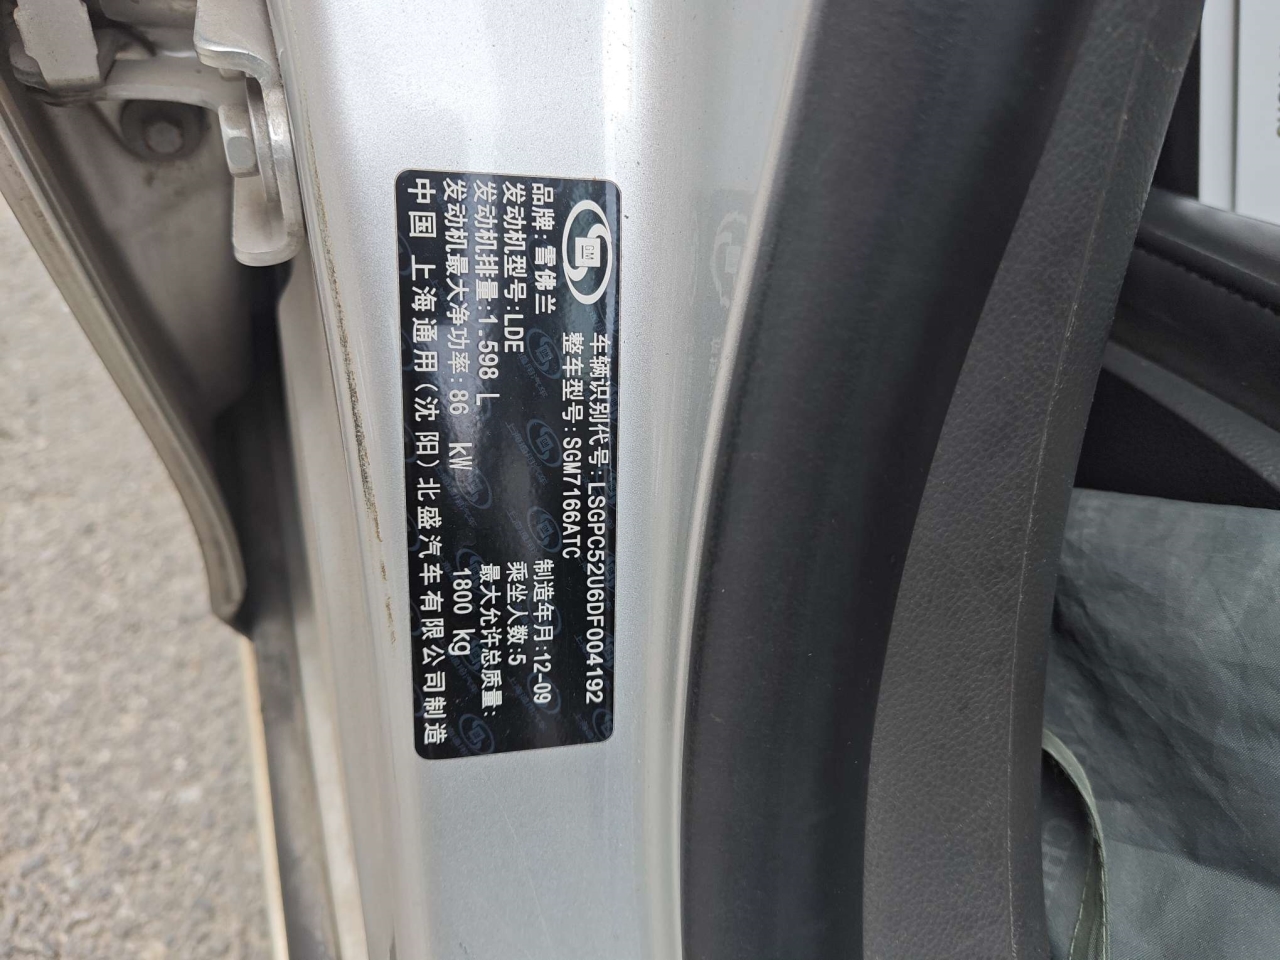 GM
车辆识别代号:LSGPC52U6DF004192
整车型号:SGM7166ATC
品牌:雪佛兰
制造年月:12-09
发动机型号:LDE
乘坐人数:5
发动机排量:1.598 L
最大允许总质量:
发动机最大净功率:86 kW
1800 kg
中国 上海通用(沈阳)北盛汽车有限公司制造